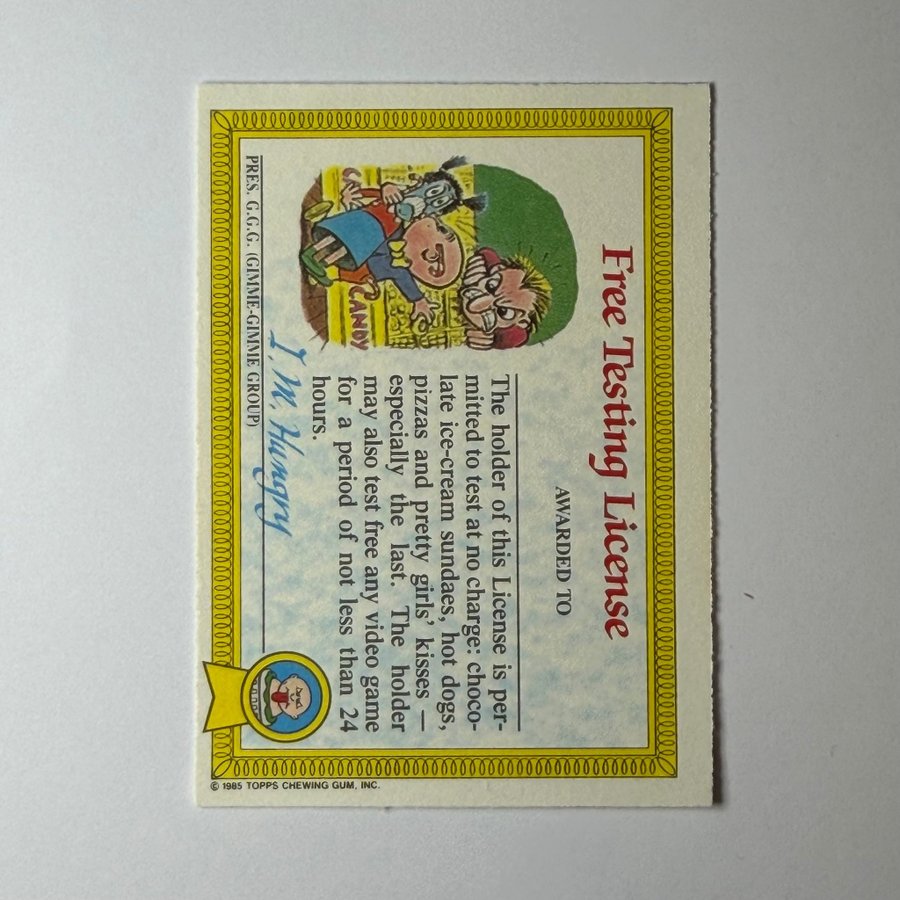 Free Testing License
AWARDED TO
CANDY
The holder of this License is per-
mitted to test at no charge: choco-
late ice-cream sundaes, hot dogs,
pizzas and pretty girls' kisses —
especially the last. The holder
may also test free any video game
for a period of not less than 24
hours.
I. M. Hungry
PRES. G.G.G. (GIMME-GIMME GROUP)
© 1985 TOPPS CHEWING GUM, INC.